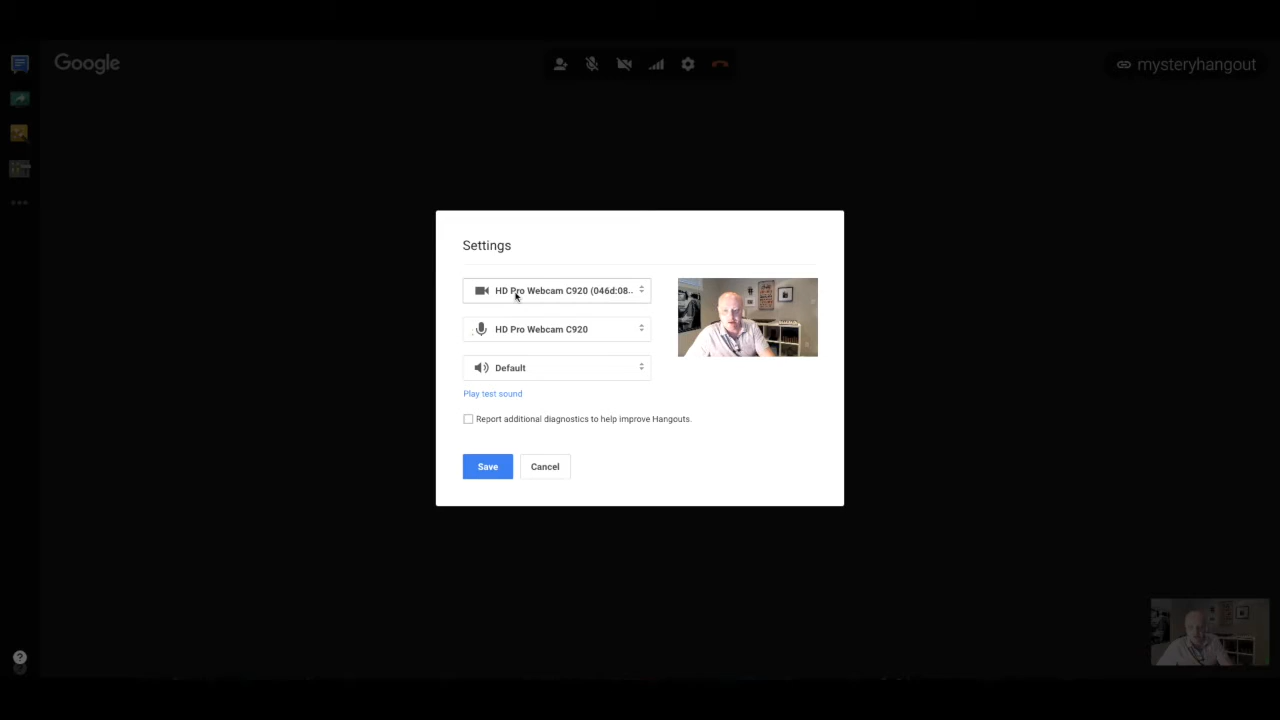 Google
mysteryhangout
Settings
HD Pro Webcam C920 (046d:08..
HD Pro Webcam C920
Default
Play test sound
Report additional diagnostics to help improve Hangouts.
Save
Cancel
?